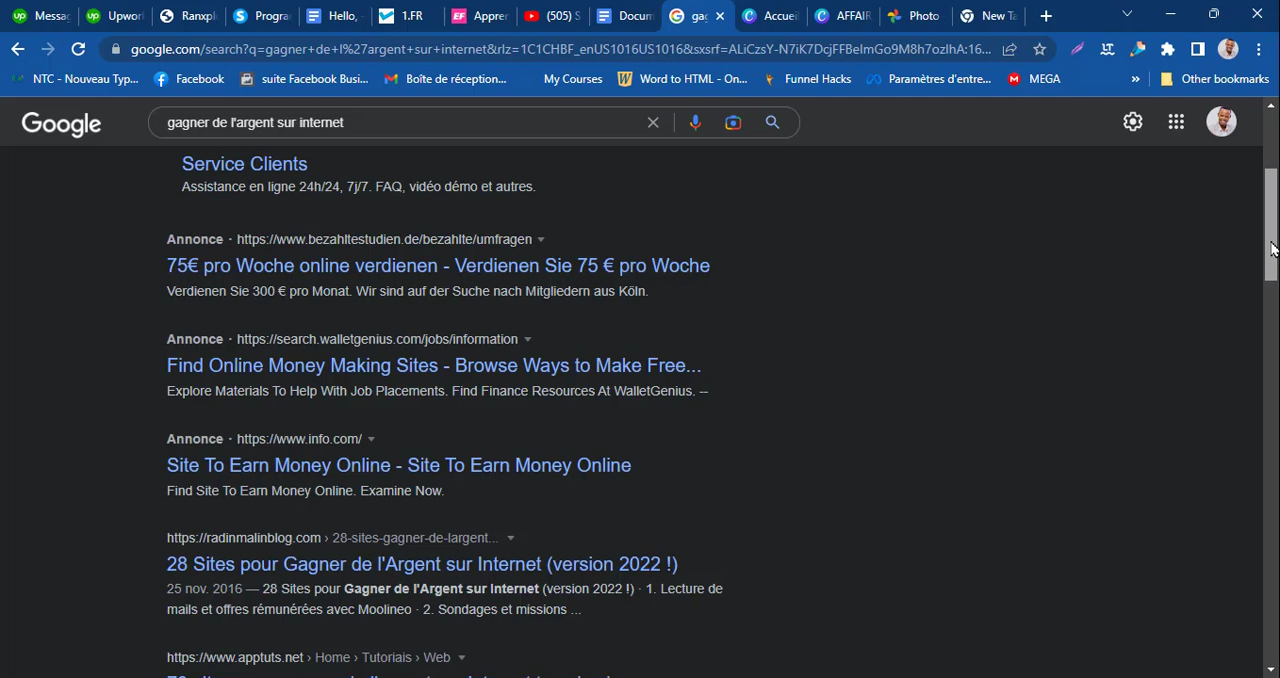 Messag
Upwor
Ranxpl
Progra
Hello,
1.FR
Apprer
(505) S
Docum
gag
Accuei
AFFAIR
Photo
New Ta
google.com/search?q=gagner+de+l%27argent+sur+internet&rlz=1C1CHBF_enUS1016US1016&sxsrf=ALiCzsY-N7iK7DcjFFBeImGo9M8h7ozlhA:16...
NTC - Nouveau Typ...
Facebook
suite Facebook Busi...
Boîte de réception...
My Courses
Word to HTML - On...
Funnel Hacks
Paramètres d'entre...
MEGA
»
Other bookmarks
Google
gagner de l'argent sur internet
Service Clients
Assistance en ligne 24h/24, 7j/7. FAQ, vidéo démo et autres.
Annonce · https://www.bezahltestudien.de/bezahlte/umfragen
75€ pro Woche online verdienen - Verdienen Sie 75 € pro Woche
Verdienen Sie 300 € pro Monat. Wir sind auf der Suche nach Mitgliedern aus Köln.
Annonce · https://search.walletgenius.com/jobs/information
Find Online Money Making Sites - Browse Ways to Make Free...
Explore Materials To Help With Job Placements. Find Finance Resources At WalletGenius. --
Annonce · https://www.info.com/
Site To Earn Money Online - Site To Earn Money Online
Find Site To Earn Money Online. Examine Now.
https://radinmalinblog.com › 28-sites-gagner-de-largent...
28 Sites pour Gagner de l'Argent sur Internet (version 2022 !)
25 nov. 2016 — 28 Sites pour Gagner de l'Argent sur Internet (version 2022 !) · 1. Lecture de
mails et offres rémunérées avec Moolineo · 2. Sondages et missions ...
https://www.apptuts.net › Home › Tutoriais › Web